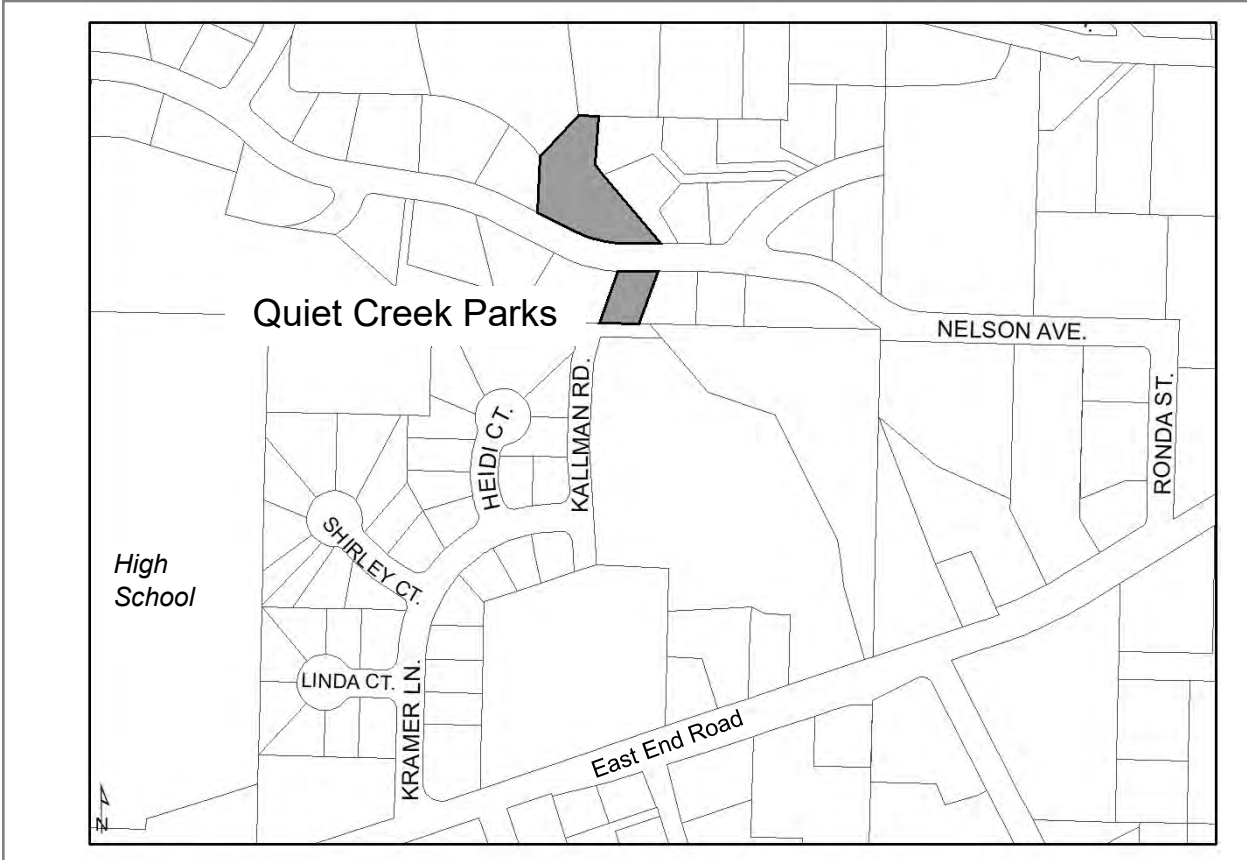 Quiet Creek Parks
NELSON AVE.
KALLMAN RD.
HEIDI CT.
RONDA ST.
SHIRLEY CT.
High
School
LINDA CT.
KRAMER LN.
East End Road
N